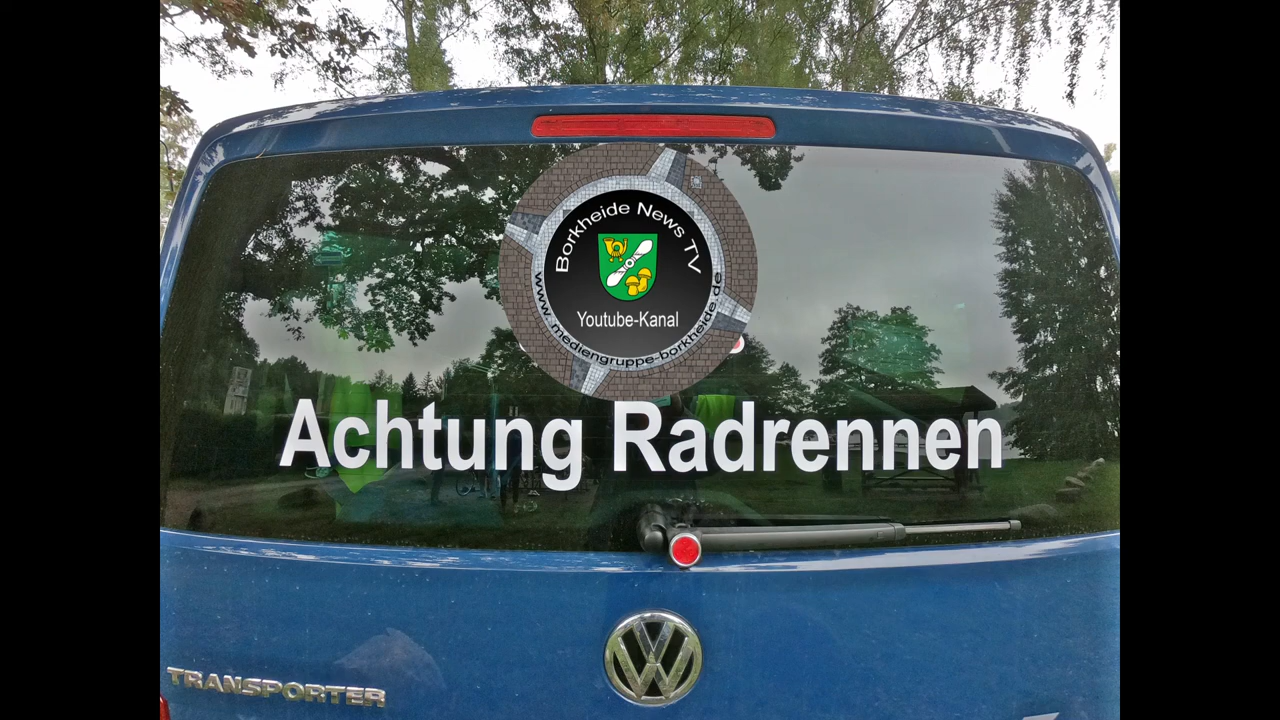 Borkheide News TV
Youtube-Kanal
www. mediengruppe-borkheide.de
Achtung Radrennen
TRANSPORTER